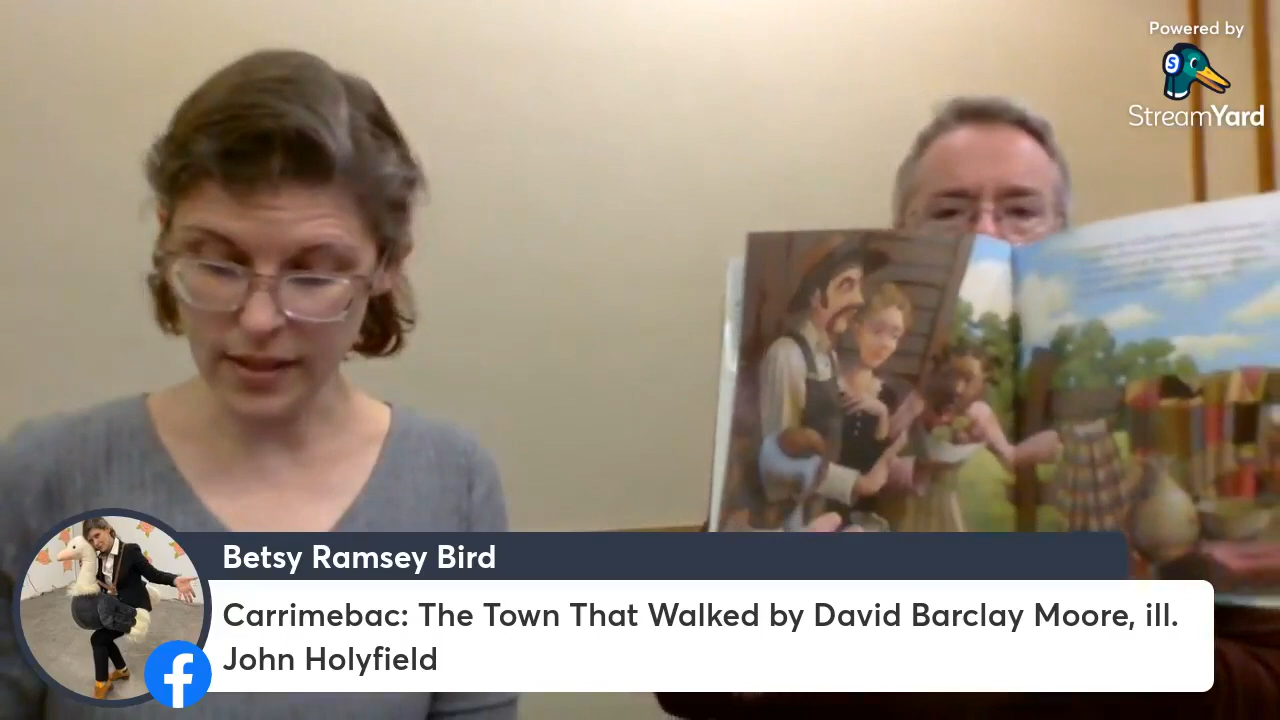 Powered by
S
StreamYard
Betsy Ramsey Bird
Carrimebac: The Town That Walked by David Barclay Moore, ill.
John Holyfield